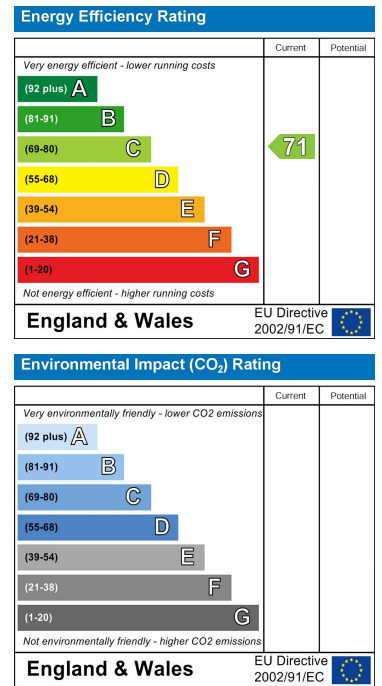 Energy Efficiency Rating
Current Potential
Very energy efficient - lower running costs
(92 plus) A
(81-91) B
(69-80) C
71
(55-68) D
(39-54) E
(21-38) F
(1-20) G
Not energy efficient - higher running costs
England & Wales
EU Directive
2002/91/EC
Environmental Impact (CO₂) Rating
Current Potential
Very environmentally friendly - lower CO2 emissions
(92 plus) A
(81-91) B
(69-80) C
(55-68) D
(39-54) E
(21-38) F
(1-20) G
Not environmentally friendly - higher CO2 emissions
England & Wales
EU Directive
2002/91/EC